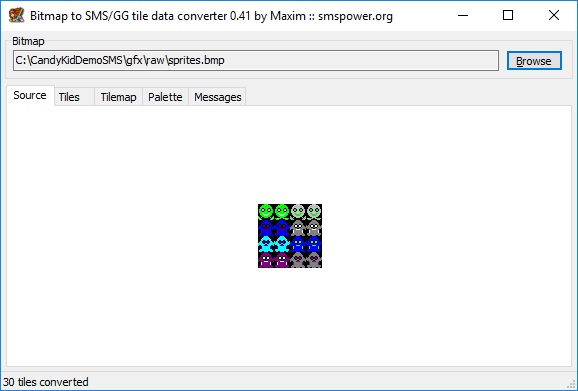 Bitmap to SMS/GG tile data converter 0.41 by Maxim :: smspower.org
Bitmap
C:\CandyKidDemoSMS\gfx\raw\sprites.bmp
Browse
Source Tiles Tilemap Palette Messages
30 tiles converted